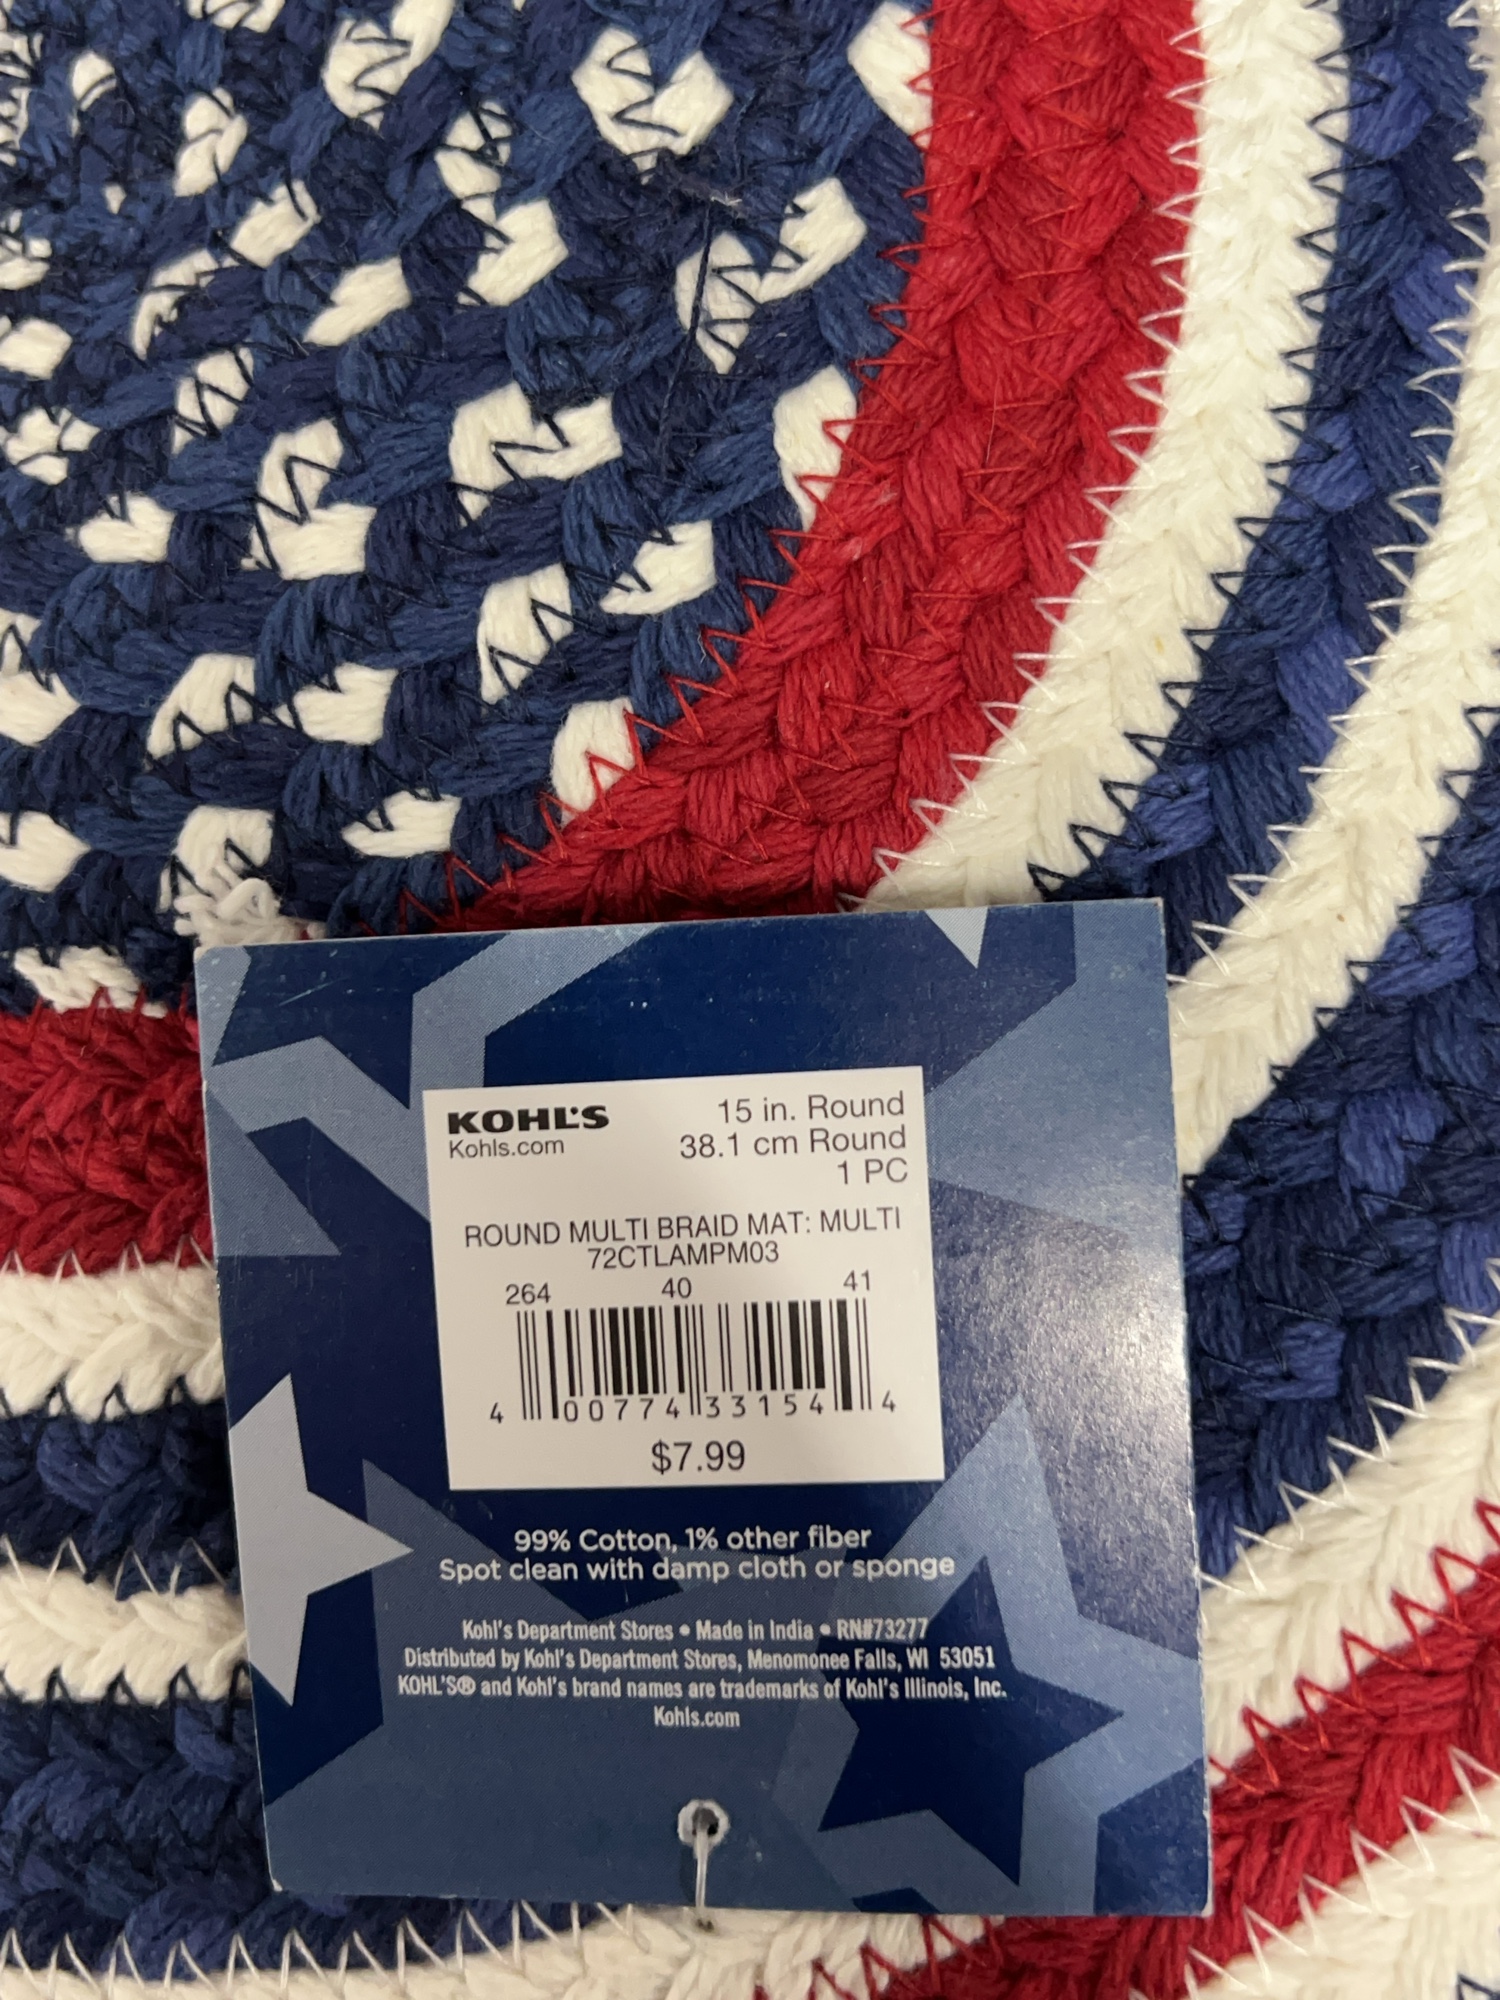 KOHL'S
Kohls.com
15 in. Round
38.1 cm Round
1 PC
ROUND MULTI BRAID MAT: MULTI
72CTLAMPM03
264 40 41
4 00774 33154 4
$7.99
99% Cotton, 1% other fiber
Spot clean with damp cloth or sponge
Kohl's Department Stores • Made in India • RN#73277
Distributed by Kohl's Department Stores, Menomonee Falls, WI 53051
KOHL'S® and Kohl's brand names are trademarks of Kohl's Illinois, Inc.
Kohls.com